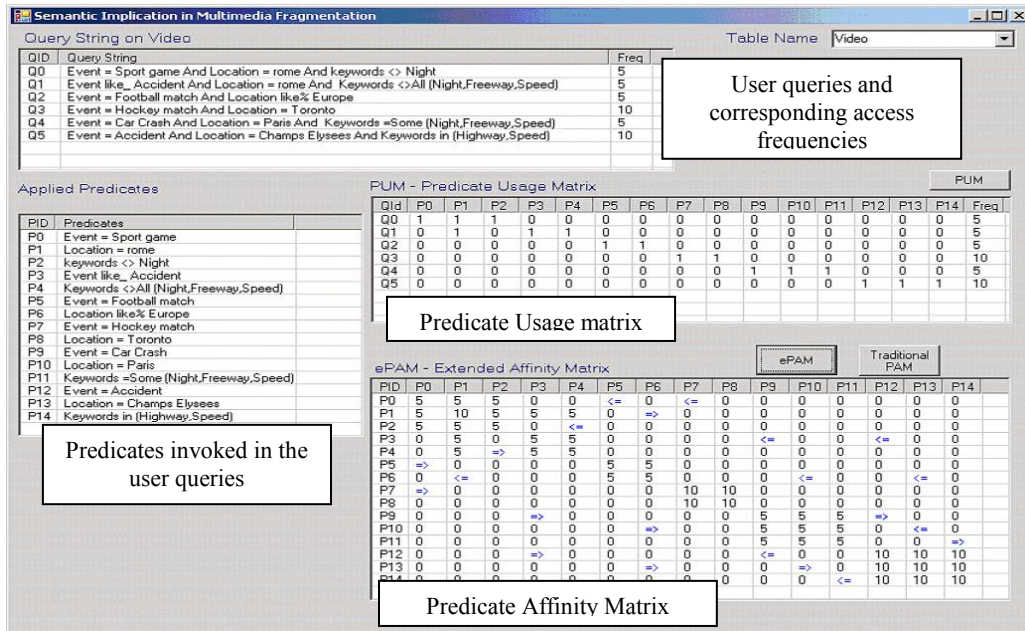 Semantic Implication in Multimedia Fragmentation
Query String on Video
Table Name Video
QID Query String Freq
Q0 Event = Sport game And Location = rome And keywords <> Night 5
Q1 Event like_ Accident And Location = rome And Keywords <>All (Night,Freeway,Speed) 5
Q2 Event = Football match And Location like% Europe 5
Q3 Event = Hockey match And Location = Toronto 10
Q4 Event = Car Crash And Location = Paris And Keywords =Some (Night,Freeway,Speed) 5
Q5 Event = Accident And Location = Champs Elysees And Keywords in (Highway,Speed) 10
User queries and
corresponding access
frequencies
Applied Predicates
PID Predicates
P0 Event = Sport game
P1 Location = rome
P2 keywords <> Night
P3 Event like_ Accident
P4 Keywords <>All (Night,Freeway,Speed)
P5 Event = Football match
P6 Location like% Europe
P7 Event = Hockey match
P8 Location = Toronto
P9 Event = Car Crash
P10 Location = Paris
P11 Keywords =Some (Night,Freeway,Speed)
P12 Event = Accident
P13 Location = Champs Elysees
P14 Keywords in (Highway,Speed)
Predicates invoked in the
user queries
PUM - Predicate Usage Matrix
PUM
QId P0 P1 P2 P3 P4 P5 P6 P7 P8 P9 P10 P11 P12 P13 P14 Freq
Q0 1 1 1 0 0 0 0 0 0 0 0 0 0 0 0 5
Q1 0 1 0 1 1 0 0 0 0 0 0 0 0 0 0 5
Q2 0 0 0 0 0 1 1 0 0 0 0 0 0 0 0 5
Q3 0 0 0 0 0 0 0 1 1 0 0 0 0 0 0 10
Q4 0 0 0 0 0 0 0 0 0 1 1 1 0 0 0 5
Q5 0 0 0 0 0 0 0 0 0 0 0 0 1 1 1 10
Predicate Usage matrix
ePAM - Extended Affinity Matrix
ePAM
Traditional
PAM
PID P0 P1 P2 P3 P4 P5 P6 P7 P8 P9 P10 P11 P12 P13 P14
P0 5 5 5 0 0 <= 0 <= 0 0 0 0 0 0 0
P1 5 10 5 5 5 0 => 0 0 0 0 0 0 0 0
P2 5 5 5 0 <= 0 0 0 0 0 0 0 0 0 0
P3 0 5 0 5 5 0 0 0 0 <= 0 0 <= 0 0
P4 0 5 => 5 5 0 0 0 0 0 0 0 0 0 0
P5 => 0 0 0 0 5 5 0 0 0 0 0 0 0 0
P6 0 <= 0 0 0 5 5 0 0 0 <= 0 0 <= 0
P7 => 0 0 0 0 0 0 10 10 0 0 0 0 0 0
P8 0 0 0 0 0 0 0 10 10 0 0 0 0 0 0
P9 0 0 0 => 0 0 0 0 0 5 5 5 => 0 0
P10 0 0 0 0 0 0 => 0 0 5 5 5 0 <= 0
P11 0 0 0 0 0 0 0 0 0 5 5 5 0 0 =>
P12 0 0 0 => 0 0 0 0 0 <= 0 0 10 10 10
P13 0 0 0 0 0 0 => 0 0 0 => 0 10 10 10
P14 0 0 <= 10 10 10
Predicate Affinity Matrix